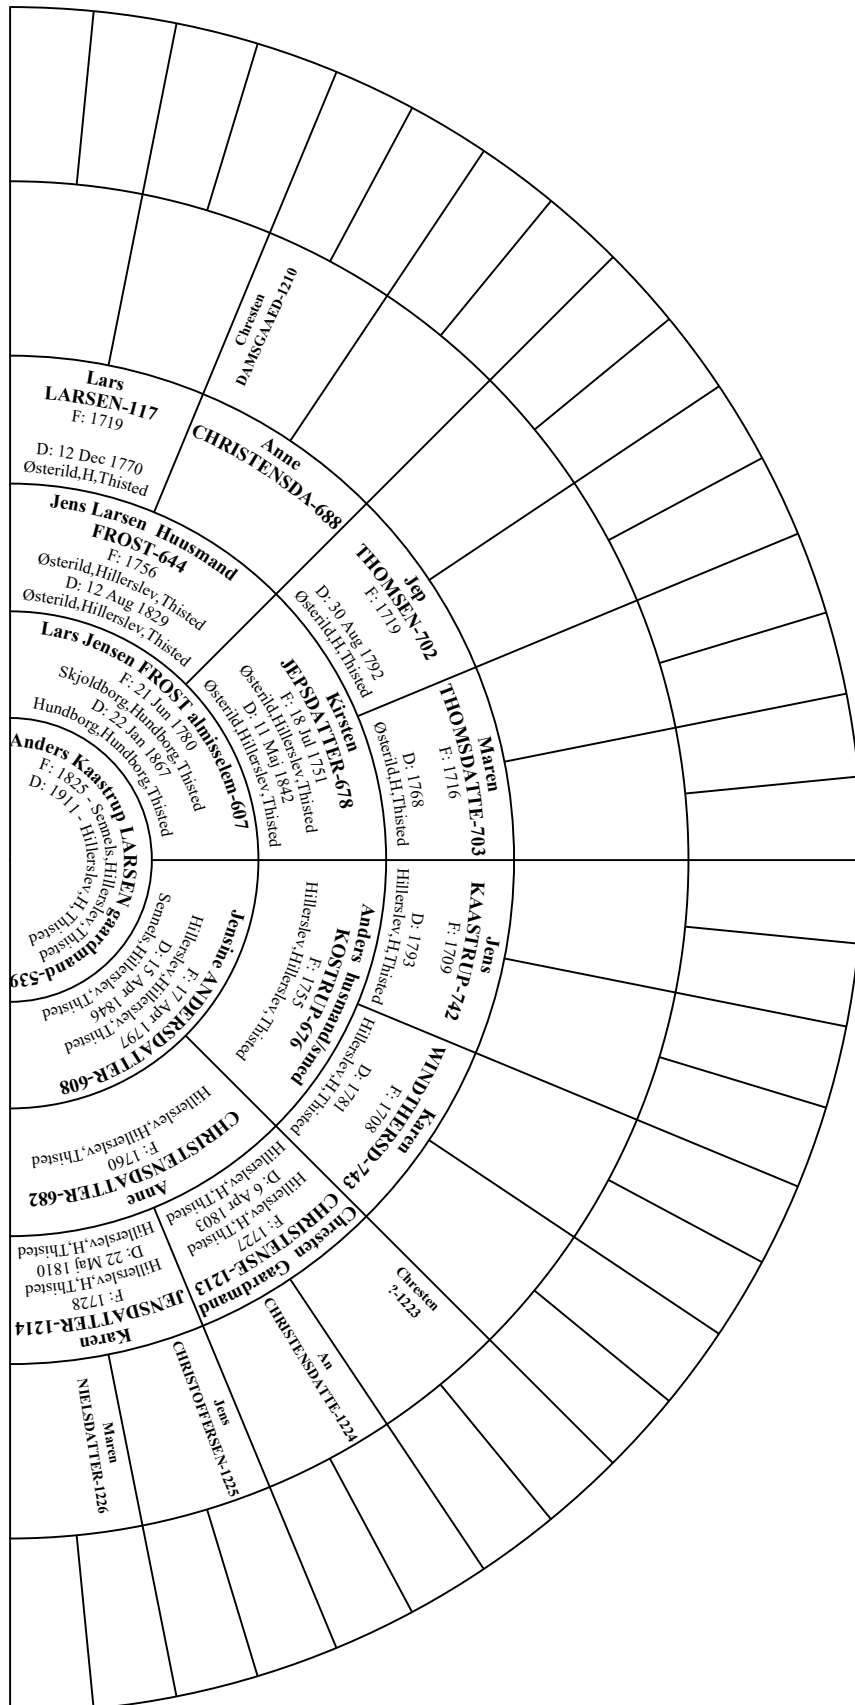 Anders Kaastrup LARSEN gaardmand-539
F: 1825 - Sennels,Hillerslev,Thisted
D: 1911 - Hillerslev,H,Thisted
Lars Jensen FROST almisselem-607
F: 21 Jun 1780
Skjoldborg,Hundborg,Thisted
D: 22 Jan 1867
Hundborg,Hundborg,Thisted
Jensine ANDERSDATTER-608
F: 17 Apr 1797
Hillerslev,Hillerslev,Thisted
D: 15 Apr 1846
Sennels,Hillerslev,Thisted
Jens Larsen Huusmand
FROST-644
F: 1756
Østerild,Hillerslev,Thisted
D: 12 Aug 1829
Østerild,Hillerslev,Thisted
Kirsten
JEPSDATTER-678
F: 18 Jul 1751
Østerild,Hillerslev,Thisted
D: 11 Maj 1842
Østerild,Hillerslev,Thisted
Anders husmand/smed
KOSTRUP-676
F: 1755
Hillerslev,Hillerslev,Thisted
Anne
CHRISTENSDATTER-682
F: 1760
Hillerslev,Hillerslev,Thisted
Lars
LARSEN-117
F: 1719
D: 12 Dec 1770
Østerild,H,Thisted
Anne
CHRISTENSDA-688
Jep
THOMSEN-702
F: 1719
D: 30 Aug 1792
Østerild,H,Thisted
Maren
THOMSDATTE-703
F: 1716
D: 1768
Østerild,H,Thisted
Jens
KAASTRUP-742
F: 1709
D: 1793
Hillerslev,H,Thisted
Karen
WINDTHERSD-743
F: 1708
D: 1781
Hillerslev,H,Thisted
Chresten Gaardmand
CHRISTENSE-1213
F: 1727
Hillerslev,H,Thisted
D: 6 Apr 1803
Hillerslev,H,Thisted
Karen
JENSDATTER-1214
F: 1728
Hillerslev,H,Thisted
D: 22 Maj 1810
Hillerslev,H,Thisted
Chresten
DAMSGAAED-1210
Chresten
?-1223
An
CHRISTENSDATTE-1224
Jens
CHRISTOFFERSEN-1225
Maren
NIELSDATTER-1226